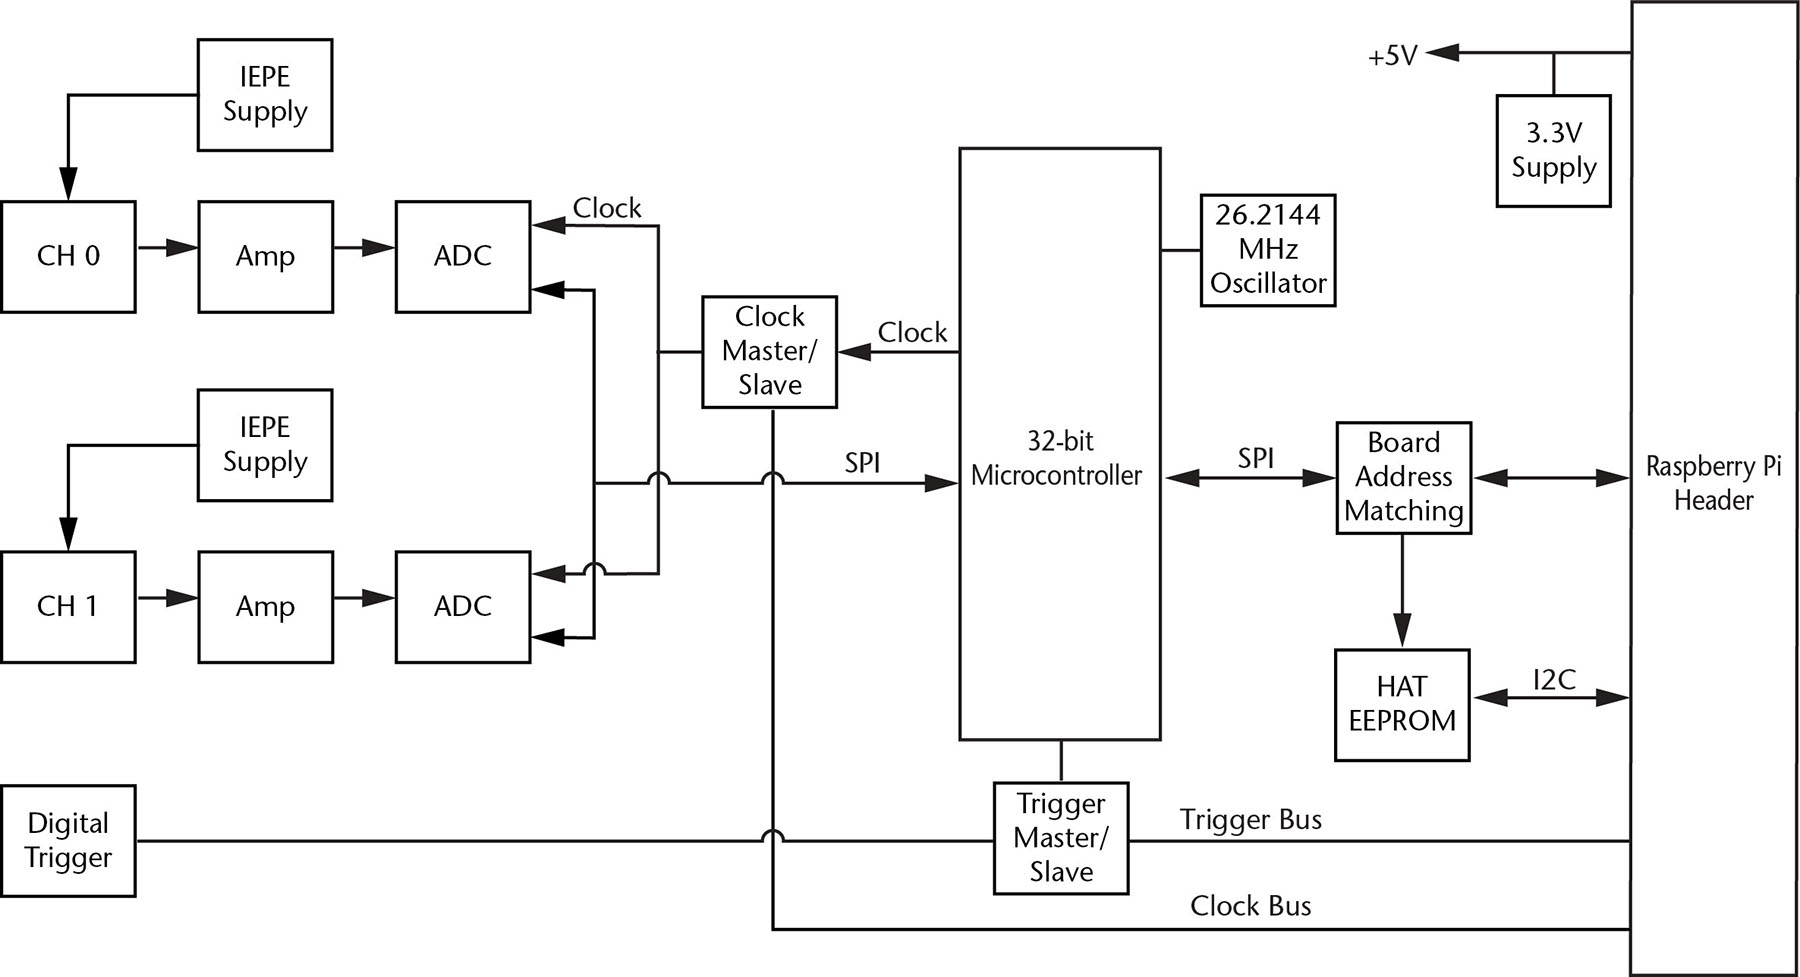 IEPE
Supply
+5V
3.3V
Supply
CH 0
Amp
ADC
Clock
26.2144
MHz
Oscillator
Clock
Master/
Slave
Clock
IEPE
Supply
32-bit
Microcontroller
SPI
SPI
Board
Address
Matching
Raspberry Pi
Header
CH 1
Amp
ADC
HAT
EEPROM
I2C
Digital
Trigger
Trigger
Master/
Slave
Trigger Bus
Clock Bus